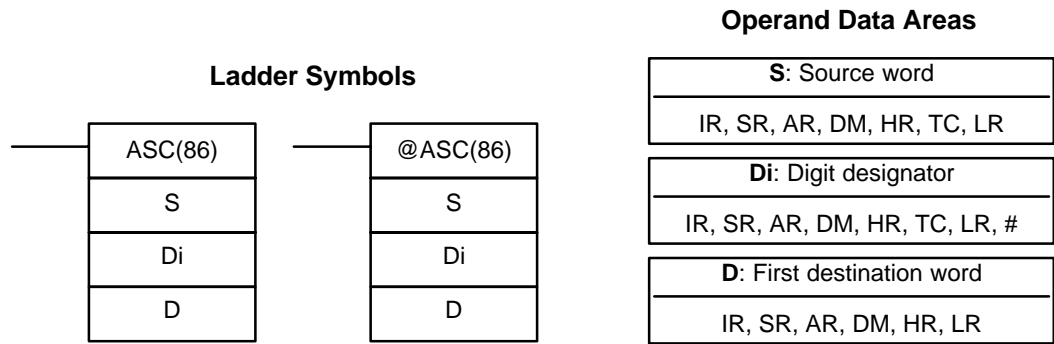 Ladder Symbols
ASC(86)
S
Di
D
@ASC(86)
S
Di
D
Operand Data Areas
S: Source word
IR, SR, AR, DM, HR, TC, LR
Di: Digit designator
IR, SR, AR, DM, HR, TC, LR, #
D: First destination word
IR, SR, AR, DM, HR, LR